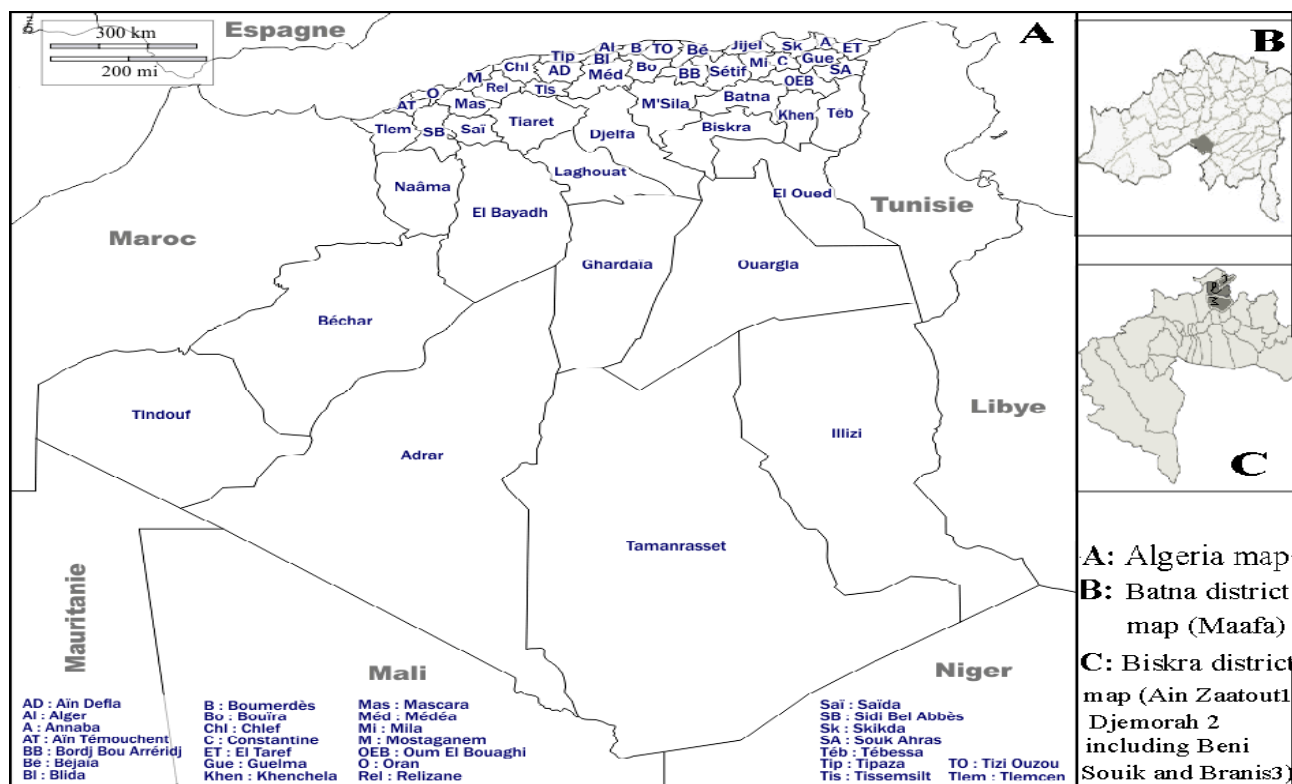 300 km
200 mi
Espagne
A
Al
B
TO
Bé
Jijel
Sk
A
ET
Tip
Bl
Chl
AD
Méd
Bo
BB
Sétif
Mi
C
Gue
SA
M
Rel
Tis
OEB
O
AT
Mas
M'Sila
Batna
Khen
Téb
Tlem
SB
Saï
Tiaret
Djelfa
Biskra
Laghouat
Naâma
El Bayadh
El Oued
Tunisie
Maroc
Ghardaïa
Ouargla
Béchar
Tindouf
Adrar
Illizi
Libye
Tamanrasset
Mauritanie
Mali
Niger
AD : Aïn Defla
Al : Alger
A : Annaba
AT : Aïn Témouchent
BB : Bordj Bou Arréridj
Bé : Béjaïa
Bl : Blida
B : Boumerdès
Bo : Bouïra
Chl : Chlef
C : Constantine
ET : El Taref
Gue : Guelma
Khen : Khenchela
Mas : Mascara
Méd : Médéa
Mi : Mila
M : Mostaganem
OEB : Oum El Bouaghi
O : Oran
Rel : Relizane
Saï : Saïda
SB : Sidi Bel Abbès
Sk : Skikda
SA : Souk Ahras
Téb : Tébessa
Tip : Tipaza
Tis : Tissemsilt
TO : Tizi Ouzou
Tlem : Tlemcen
B
C
A: Algeria map
B: Batna district
map (Maafa)
C: Biskra district
map (Ain Zaatout1
Djemorah 2
including Beni
Souik and Branis3)